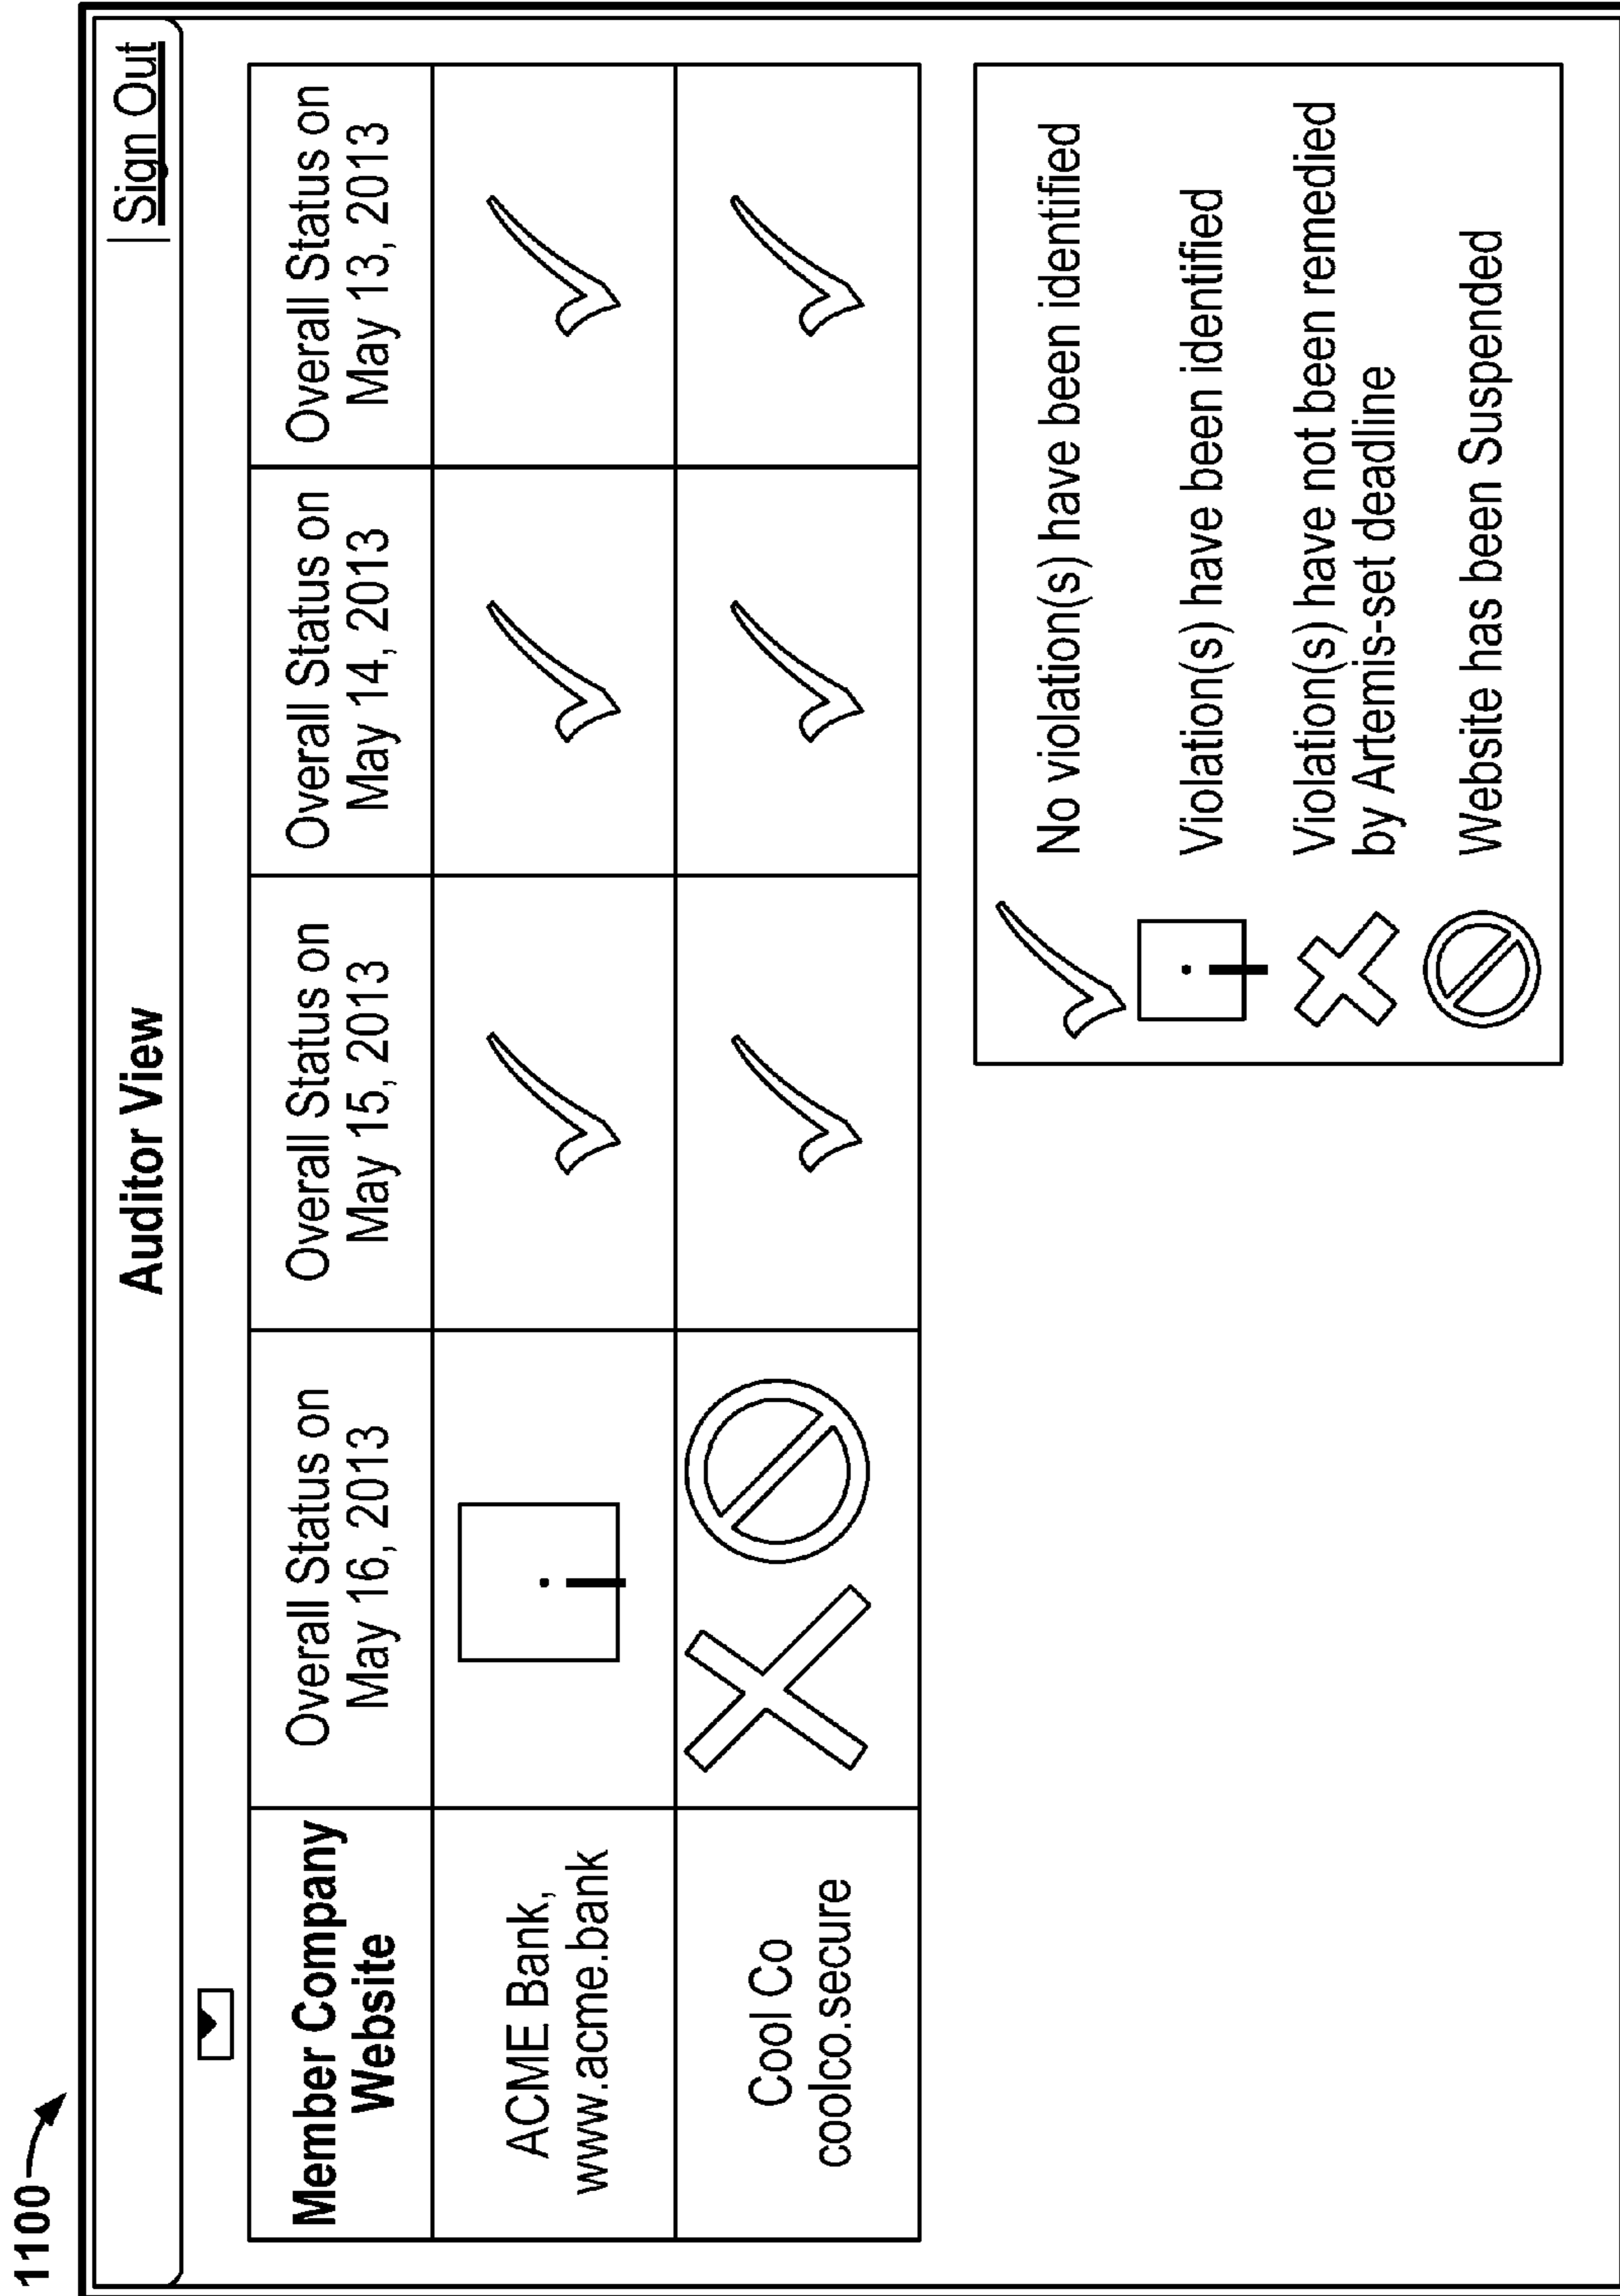 1100
Auditor View
| Sign Out
Member Company
Website
Overall Status on
May 16, 2013
Overall Status on
May 15, 2013
Overall Status on
May 14, 2013
Overall Status on
May 13, 2013
ACME Bank,
www.acme.bank
Cool Co
coolco.secure
No violation(s) have been identified
Violation(s) have been identified
Violation(s) have not been remedied
by Artemis-set deadline
Website has been Suspended